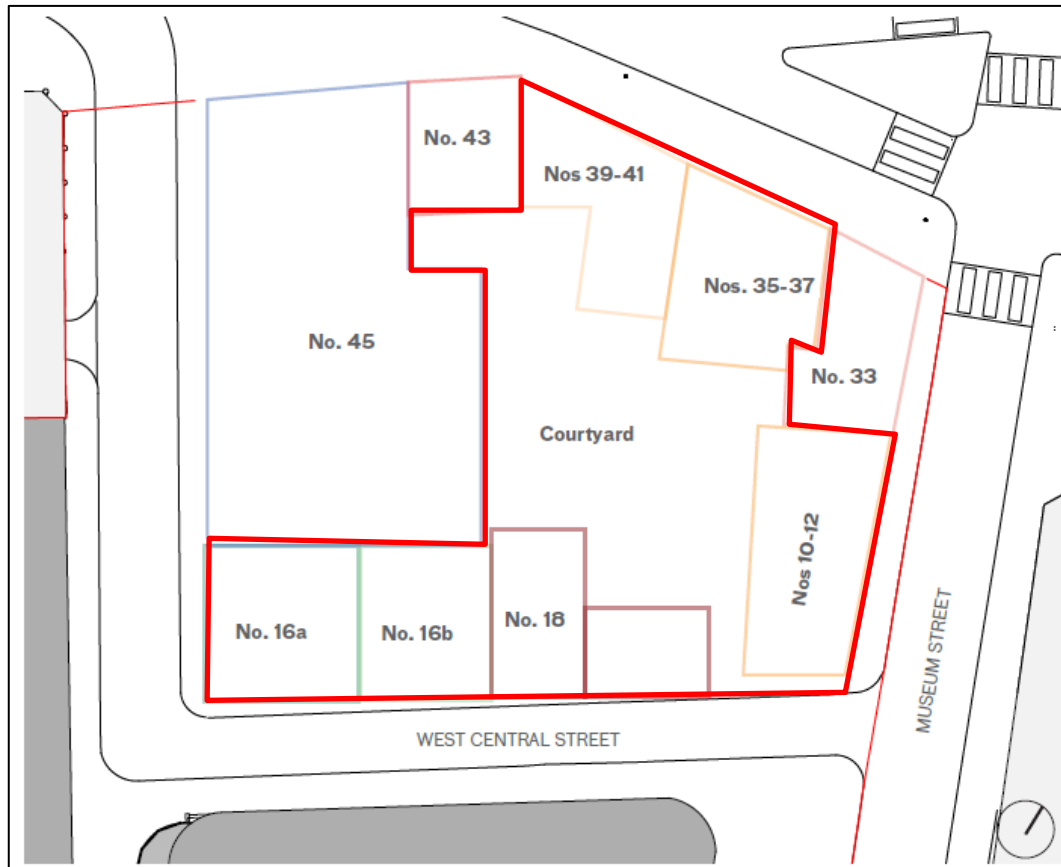 No. 43
Nos 39-41
Nos. 35-37
No. 45
No. 33
Courtyard
Nos 10-12
No. 16a
No. 16b
No. 18
WEST CENTRAL STREET
MUSEUM STREET